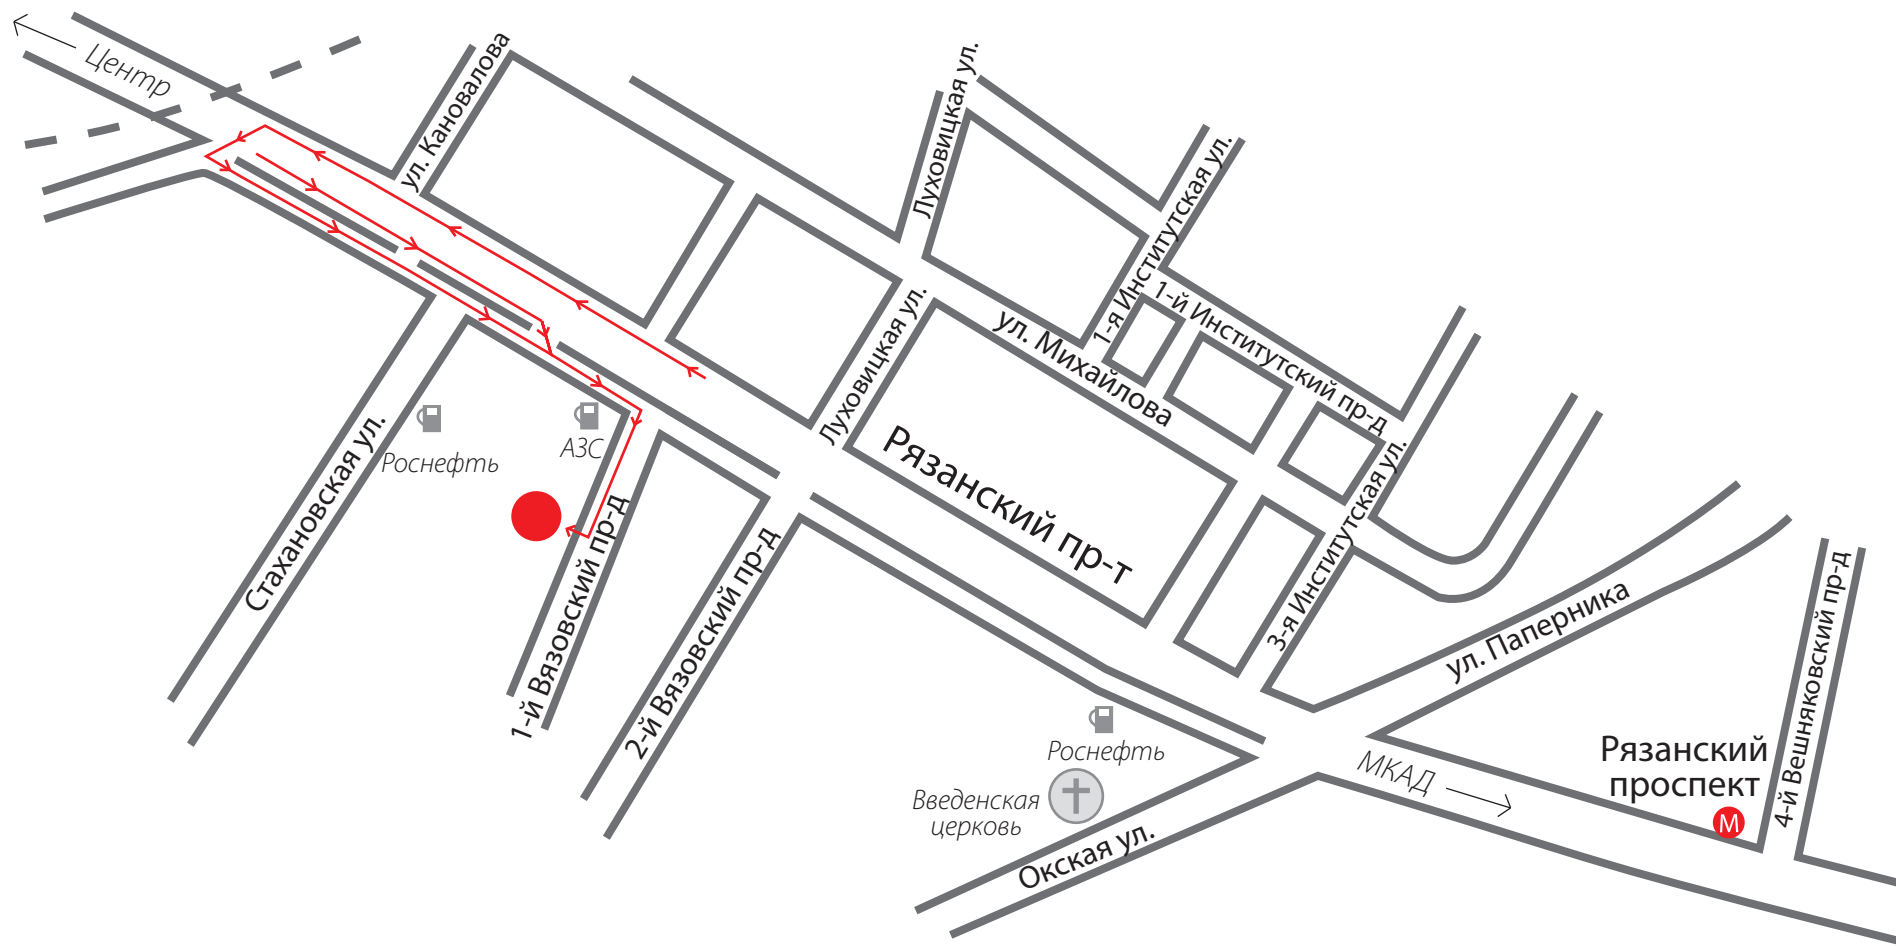 Центр
ул. Кановалова
Луховицкая ул.
1-я Институтская ул.
1-й Институтский пр-д
ул. Михайлова
Луховицкая ул.
Рязанский пр-т
3-я Институтская ул.
Стахановская ул.
Роснефть
АЗС
1-й Вязовский пр-д
2-й Вязовский пр-д
ул. Паперника
4-й Вешняковский пр-д
Рязанский
проспект
М
МКАД
Роснефть
Введенская
церковь
Окская ул.